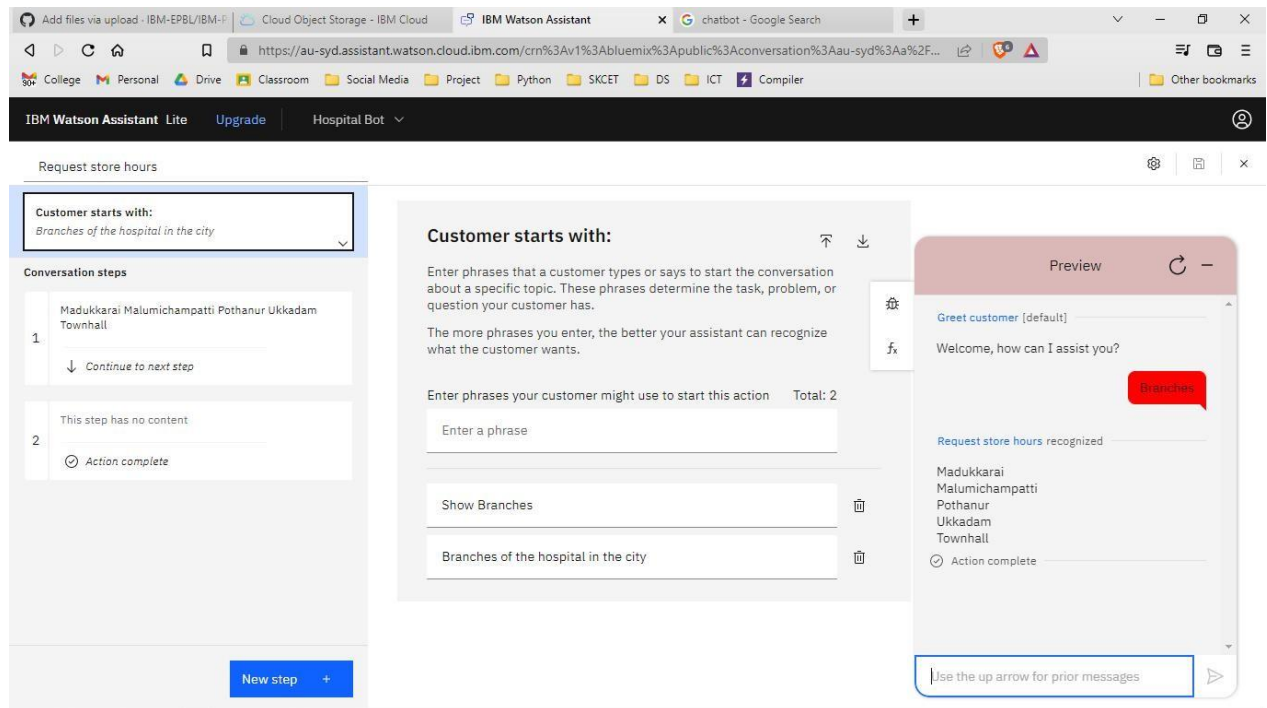 Add files via upload · IBM-EPBL/IBM-P
Cloud Object Storage - IBM Cloud
IBM Watson Assistant
chatbot - Google Search
https://au-syd.assistant.watson.cloud.ibm.com/crn%3Av1%3Abluemix%3Apublic%3Aconversation%3Aau-syd%3Aa%2F...
90+ College Personal Drive Classroom Social Media Project Python SKCET DS ICT Compiler Other bookmarks
IBM Watson Assistant Lite Upgrade Hospital Bot
Request store hours
Customer starts with:
Branches of the hospital in the city
Conversation steps
1
Madukkarai Malumichampatti Pothanur Ukkadam
Townhall
Continue to next step
2
This step has no content
Action complete
New step +
Customer starts with:
Enter phrases that a customer types or says to start the conversation
about a specific topic. These phrases determine the task, problem, or
question your customer has.
The more phrases you enter, the better your assistant can recognize
what the customer wants.
Enter phrases your customer might use to start this action Total: 2
Enter a phrase
Show Branches
Branches of the hospital in the city
fx
Preview
Greet customer [default]
Welcome, how can I assist you?
Branches
Request store hours recognized
Madukkarai
Malumichampatti
Pothanur
Ukkadam
Townhall
Action complete
Use the up arrow for prior messages